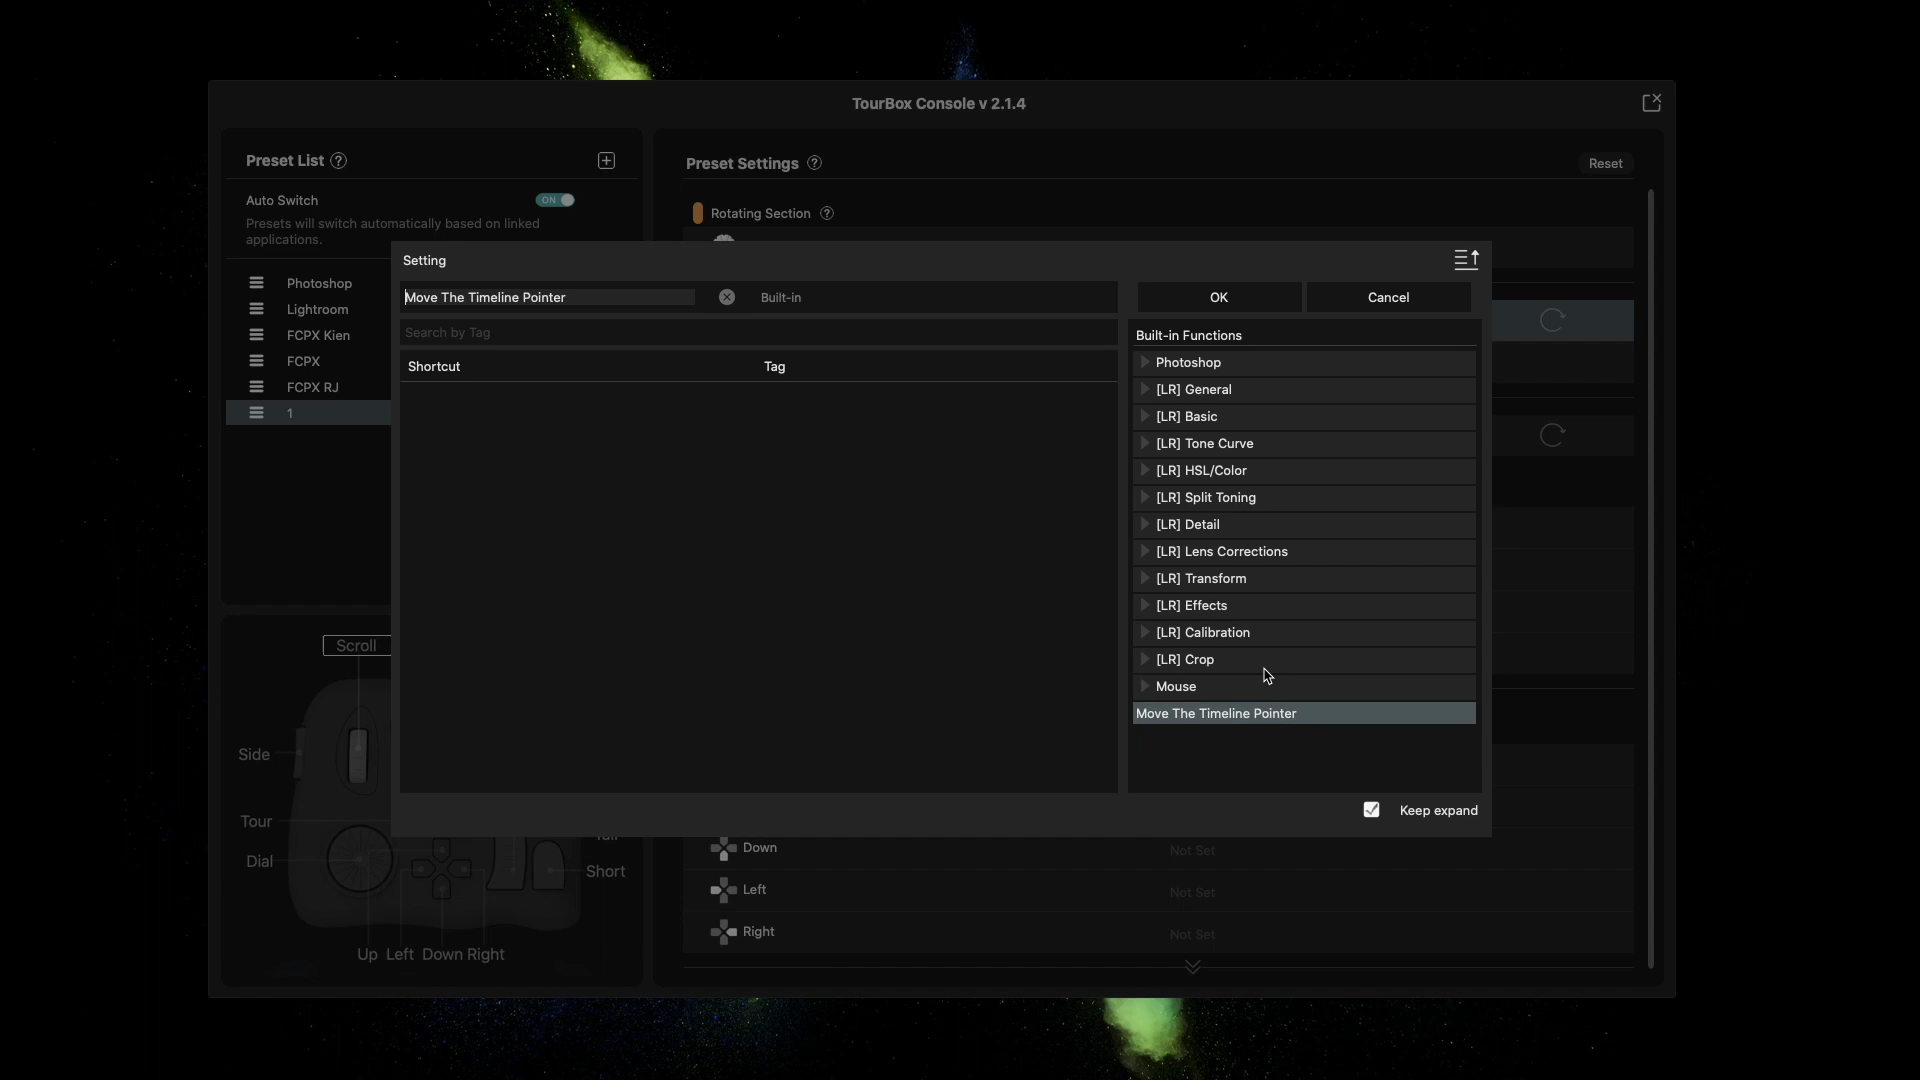 TourBox Console v 2.1.4
Preset List ?
Auto Switch
ON
Presets will switch automatically based on linked
applications.
Photoshop
Lightroom
FCPX Kien
FCPX
FCPX RJ
1
Preset Settings ?
Reset
Rotating Section ?
Setting
Move The Timeline Pointer
Built-in
OK
Cancel
Search by Tag
Shortcut
Tag
Built-in Functions
Photoshop
[LR] General
[LR] Basic
[LR] Tone Curve
[LR] HSL/Color
[LR] Split Toning
[LR] Detail
[LR] Lens Corrections
[LR] Transform
[LR] Effects
[LR] Calibration
[LR] Crop
Mouse
Move The Timeline Pointer
Keep expand
Scroll
Side
Tour
Dial
Short
Up Left Down Right
Down
Not Set
Left
Not Set
Right
Not Set